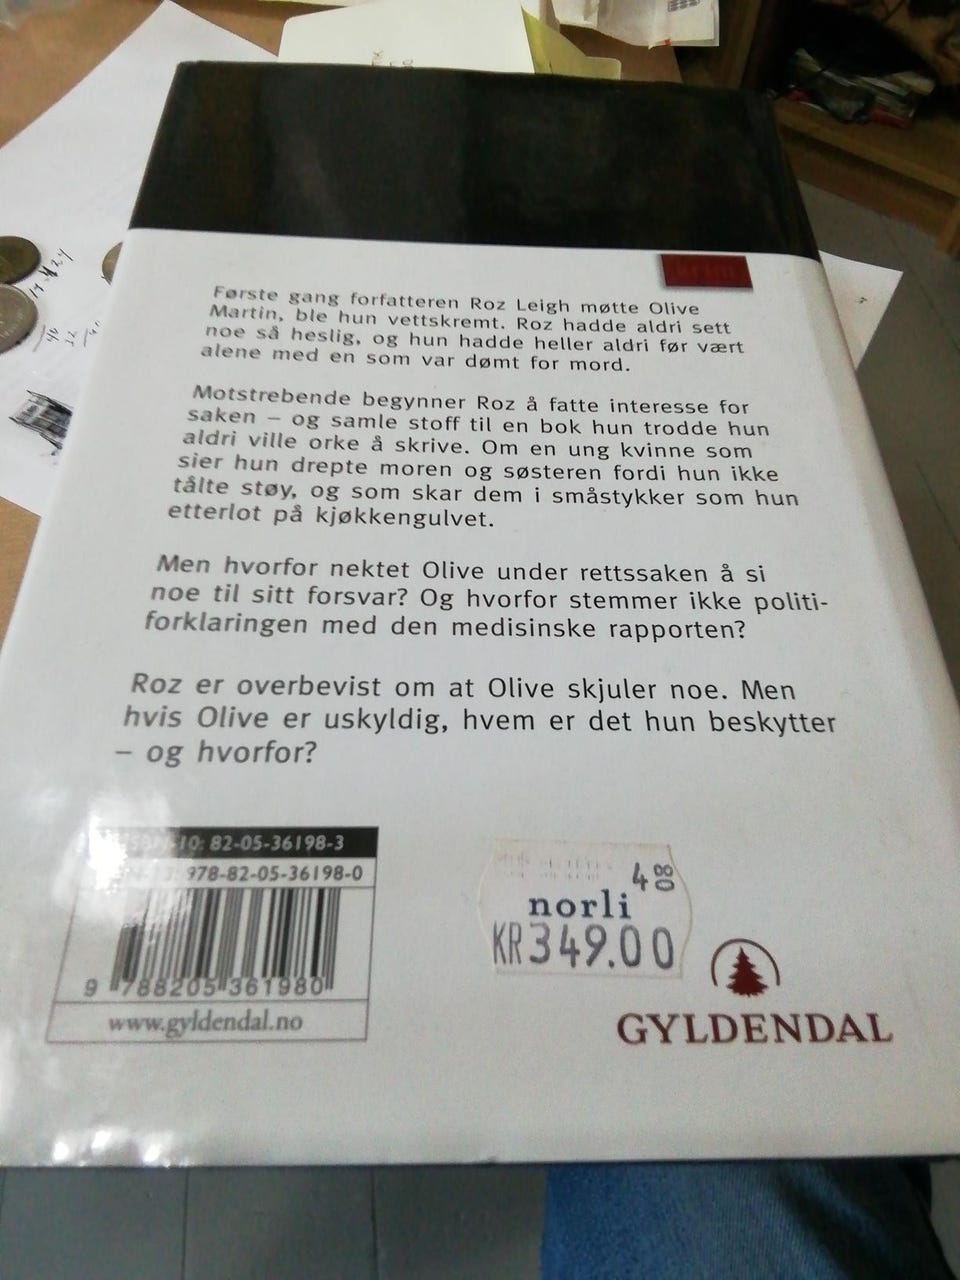 krim
Første gang forfatteren Roz Leigh møtte Olive
Martin, ble hun vettskremt. Roz hadde aldri sett
noe så heslig, og hun hadde heller aldri før vært
alene med en som var dømt for mord.
Motstrebende begynner Roz å fatte interesse for
saken – og samle stoff til en bok hun trodde hun
aldri ville orke å skrive. Om en ung kvinne som
sier hun drepte moren og søsteren fordi hun ikke
tålte støy, og som skar dem i småstykker som hun
etterlot på kjøkkengulvet.
Men hvorfor nektet Olive under rettssaken å si
noe til sitt forsvar? Og hvorfor stemmer ikke politi-
forklaringen med den medisinske rapporten?
Roz er overbevist om at Olive skjuler noe. Men
hvis Olive er uskyldig, hvem er det hun beskytter
– og hvorfor?
ISBN-10: 82-05-36198-3
978-82-05-36198-0
9 788205 361980
www.gyldendal.no
4 00
norli
KR349.00
GYLDENDAL